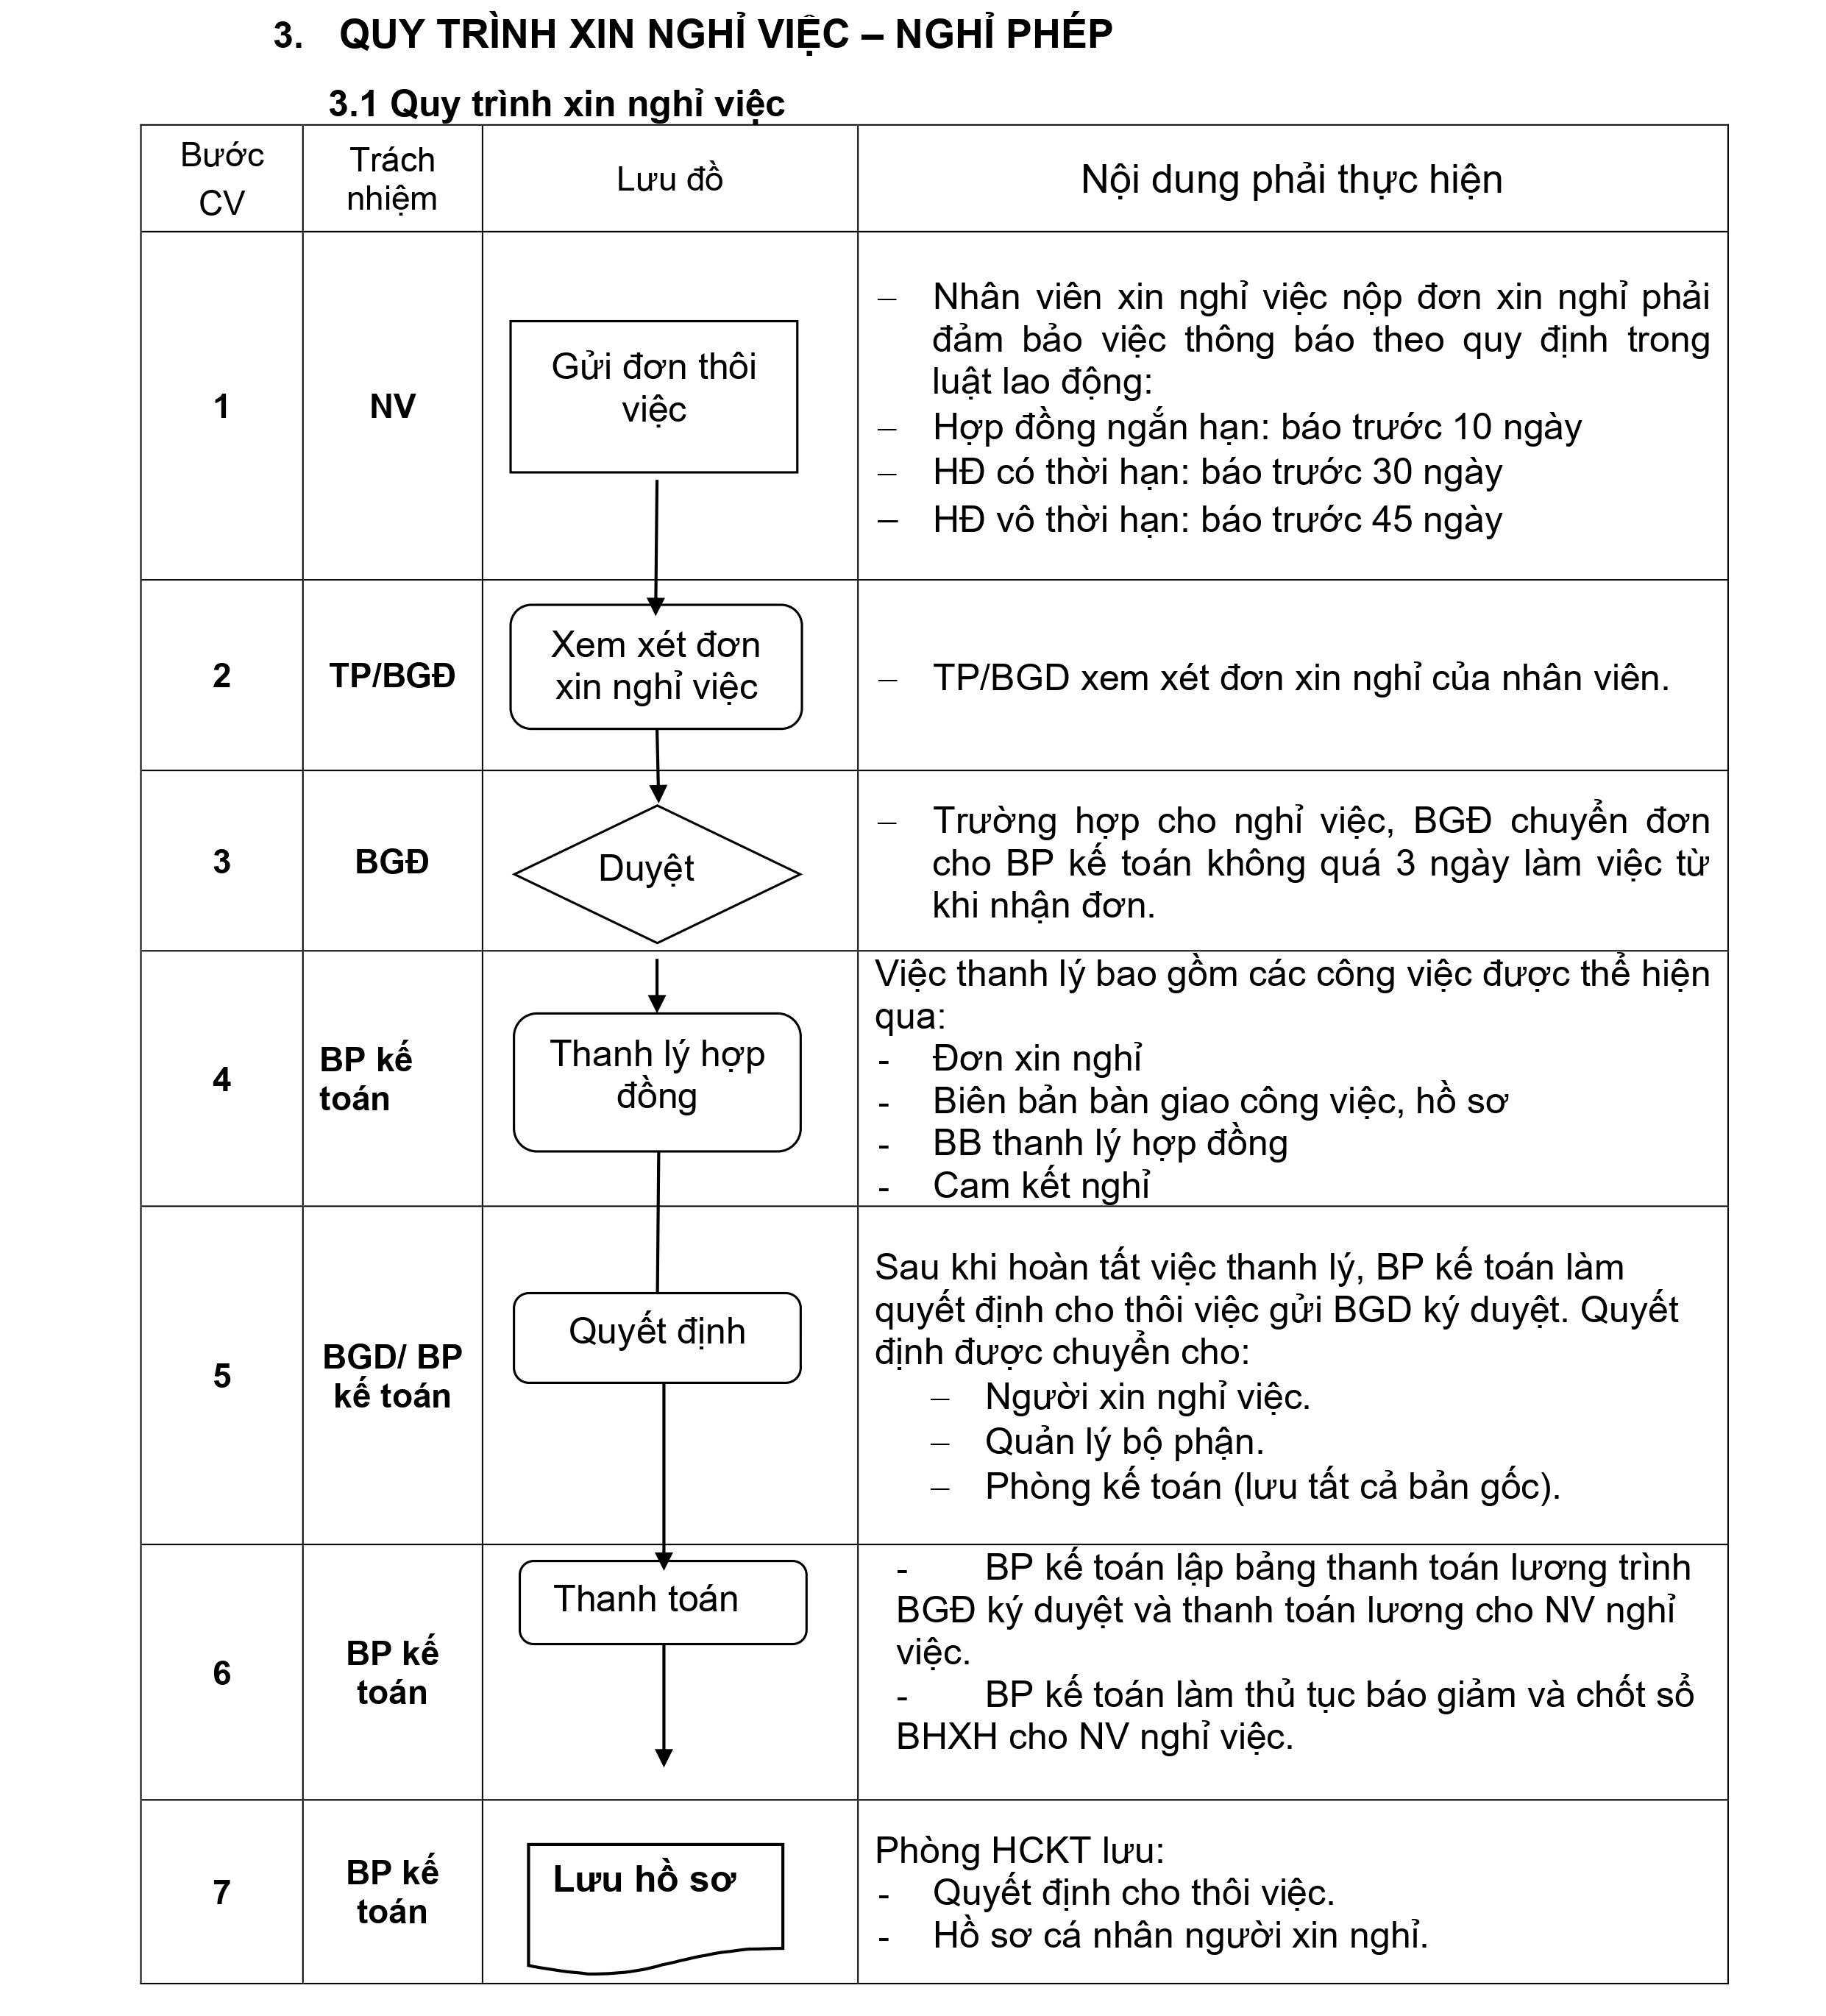 3. QUY TRÌNH XIN NGHỈ VIỆC – NGHỈ PHÉP
3.1 Quy trình xin nghỉ việc
Bước
CV
Trách
nhiệm
Lưu đồ
Nội dung phải thực hiện
1
NV
Gửi đơn thôi
việc
– Nhân viên xin nghỉ việc nộp đơn xin nghỉ phải
đảm bảo việc thông báo theo quy định trong
luật lao động:
– Hợp đồng ngắn hạn: báo trước 10 ngày
– HĐ có thời hạn: báo trước 30 ngày
– HĐ vô thời hạn: báo trước 45 ngày
2
TP/BGĐ
Xem xét đơn
xin nghỉ việc
– TP/BGD xem xét đơn xin nghỉ của nhân viên.
3
BGĐ
Duyệt
– Trường hợp cho nghỉ việc, BGĐ chuyển đơn
cho BP kế toán không quá 3 ngày làm việc từ
khi nhận đơn.
4
BP kế
toán
Thanh lý hợp
đồng
Việc thanh lý bao gồm các công việc được thể hiện
qua:
- Đơn xin nghỉ
- Biên bản bàn giao công việc, hồ sơ
- BB thanh lý hợp đồng
- Cam kết nghỉ
5
BGD/ BP
kế toán
Quyết định
Sau khi hoàn tất việc thanh lý, BP kế toán làm
quyết định cho thôi việc gửi BGD ký duyệt. Quyết
định được chuyển cho:
– Người xin nghỉ việc.
– Quản lý bộ phận.
– Phòng kế toán (lưu tất cả bản gốc).
6
BP kế
toán
Thanh toán
- BP kế toán lập bảng thanh toán lương trình
BGĐ ký duyệt và thanh toán lương cho NV nghỉ
việc.
- BP kế toán làm thủ tục báo giảm và chốt sổ
BHXH cho NV nghỉ việc.
7
BP kế
toán
Lưu hồ sơ
Phòng HCKT lưu:
- Quyết định cho thôi việc.
- Hồ sơ cá nhân người xin nghỉ.